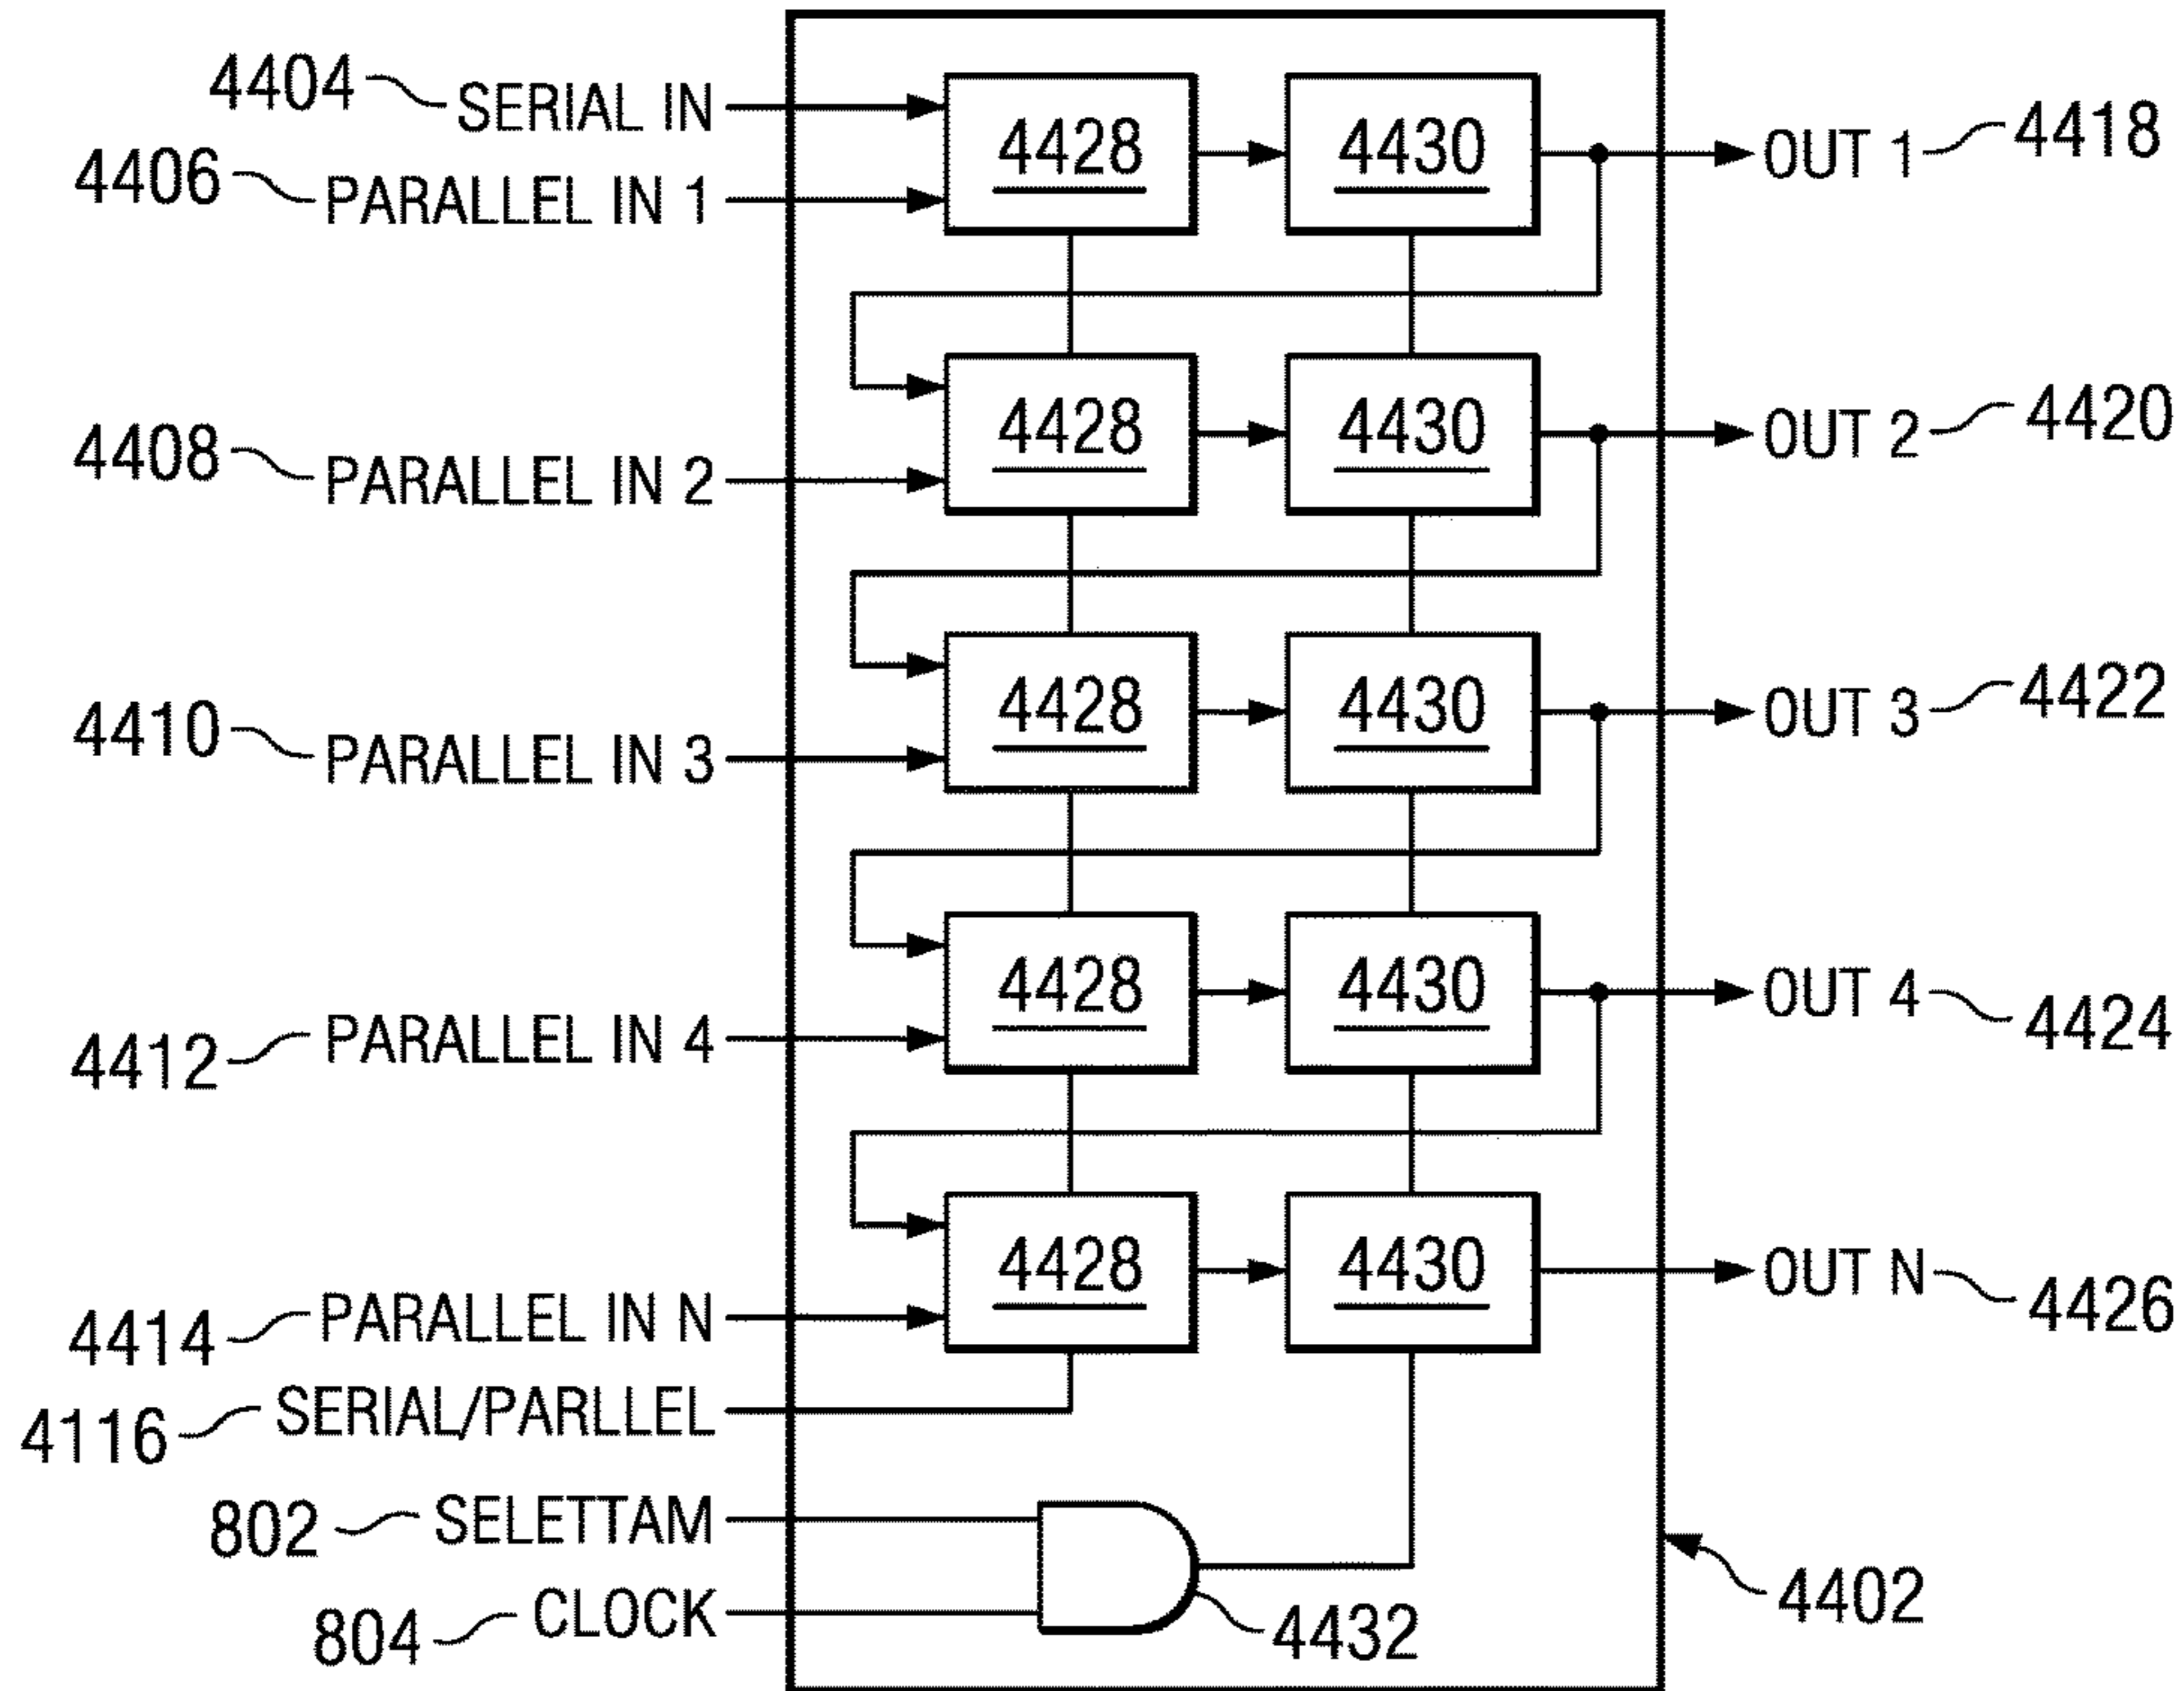 4404 SERIAL IN 4428 4430 OUT 1 4418
4406 PARALLEL IN 1
4408 PARALLEL IN 2 4428 4430 OUT 2 4420
4410 PARALLEL IN 3 4428 4430 OUT 3 4422
4412 PARALLEL IN 4 4428 4430 OUT 4 4424
4414 PARALLEL IN N 4428 4430 OUT N 4426
4116 SERIAL/PARLLEL
802 SELETTAM
804 CLOCK 4432 4402